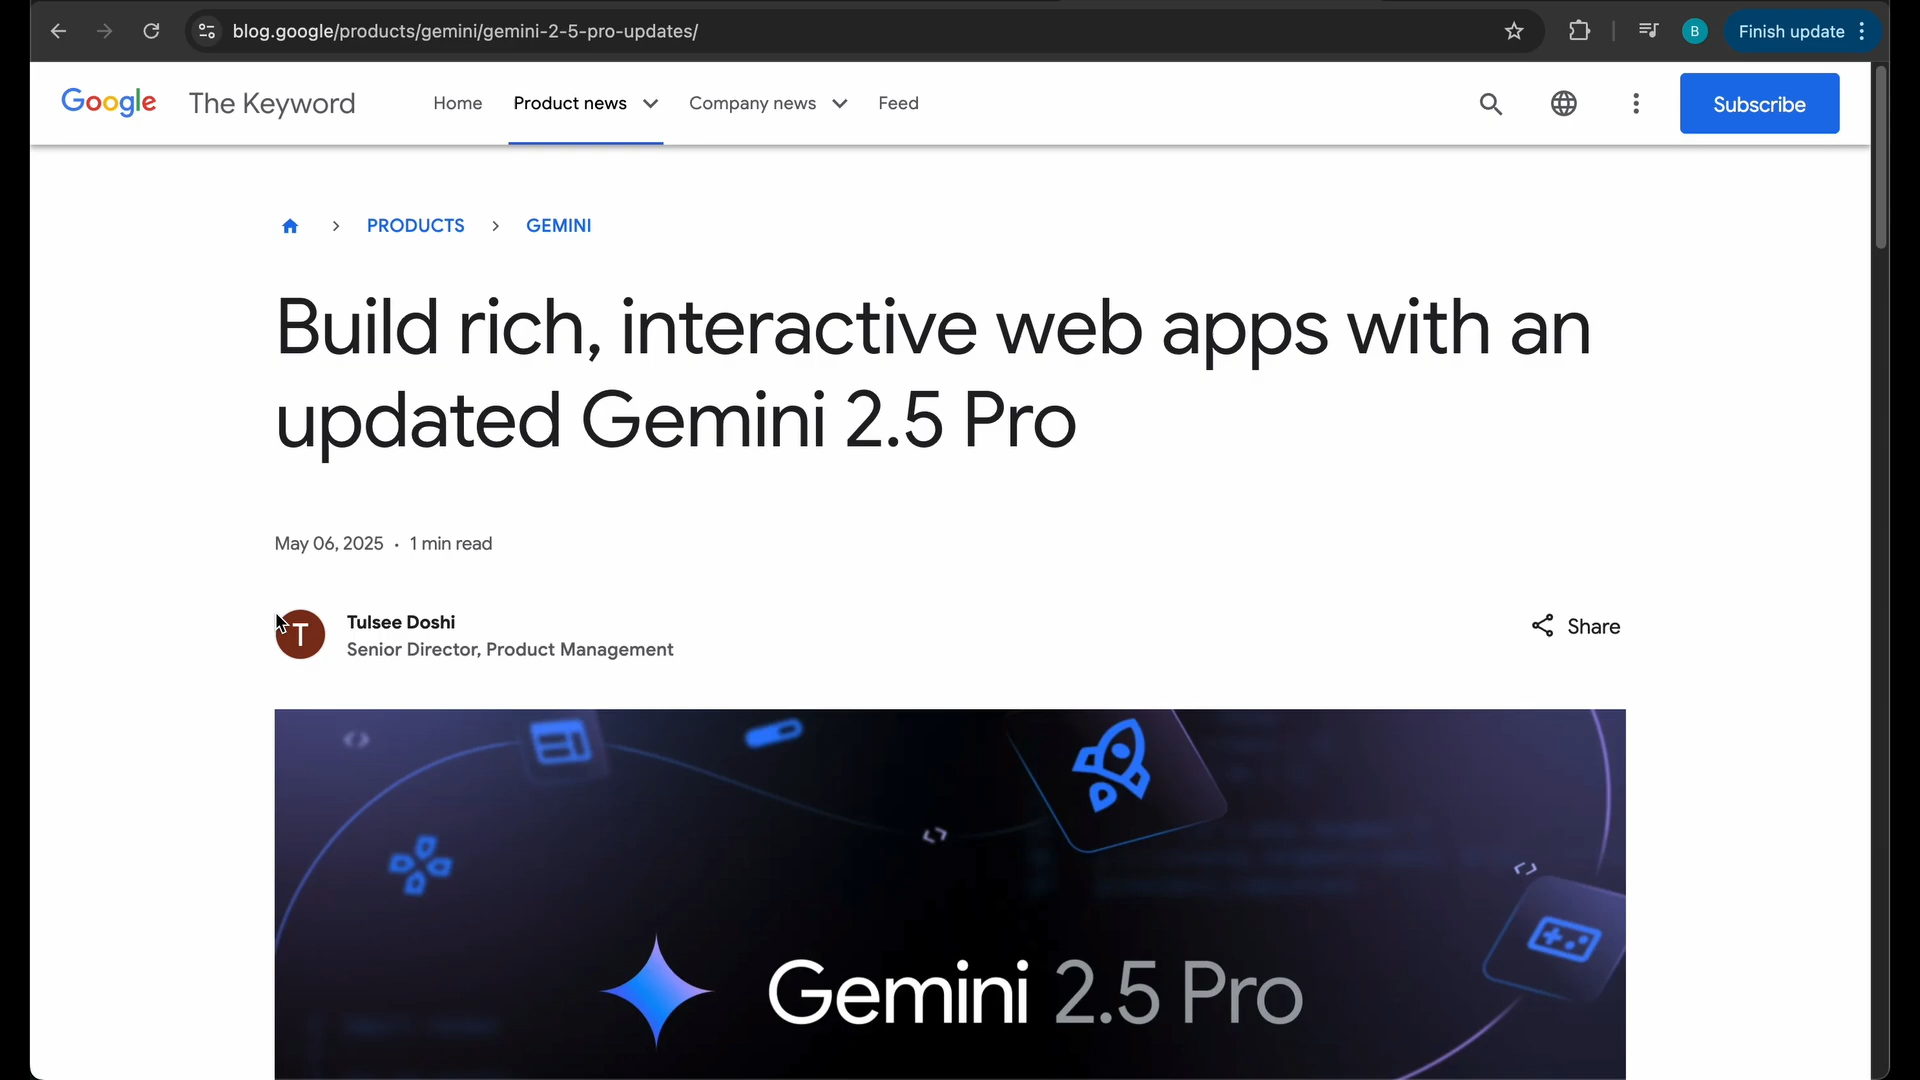 blog.google/products/gemini/gemini-2-5-pro-updates/
B
Finish update
Google The Keyword Home Product news Company news Feed Subscribe
PRODUCTS > GEMINI
Build rich, interactive web apps with an
updated Gemini 2.5 Pro
May 06, 2025 · 1 min read
T
Tulsee Doshi
Senior Director, Product Management
Share
Gemini 2.5 Pro